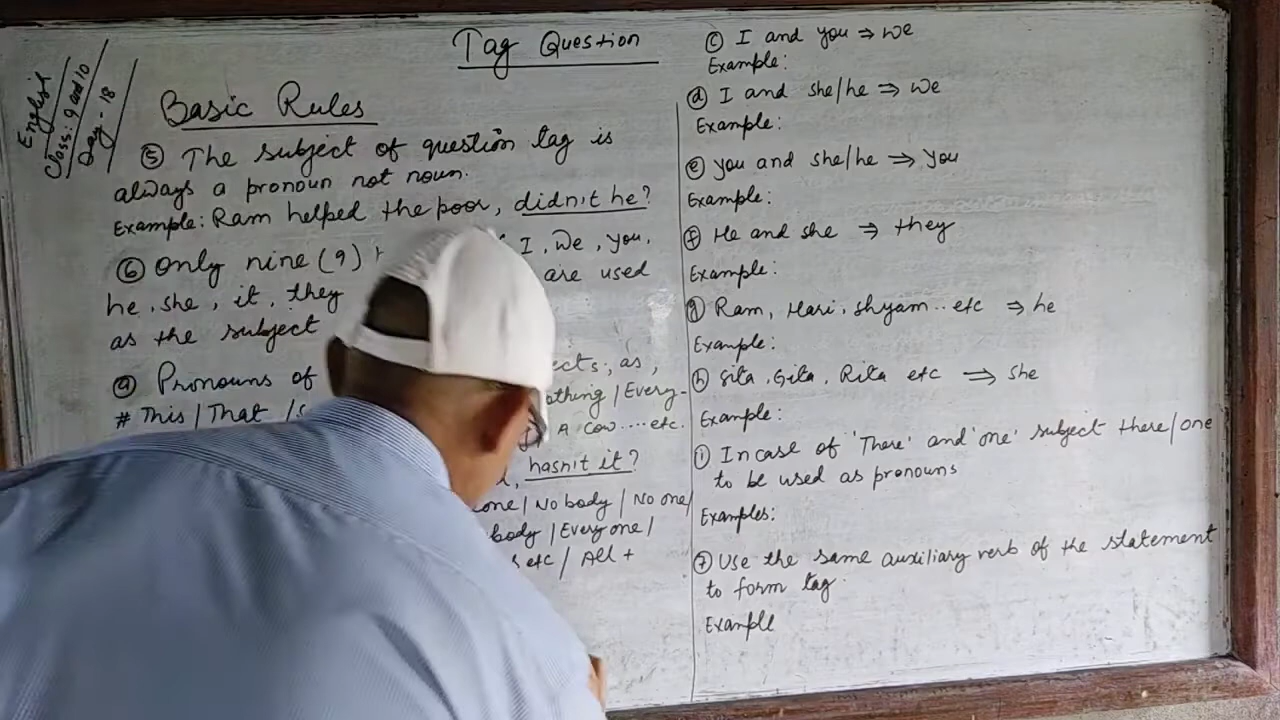 Tag Question
English
Class: 9 and 10
Day - 18
Basic Rules
⑤ The subject of question tag is
always a pronoun not noun.
Example: Ram helped the poor, didn't he?
⑥ Only nine (9) I, We, you,
he, she, it, they are used
as the subject
ⓐ Pronouns of ects, as,
# This / That / Every-
A cow....etc.
hasn't it?
one / No body / No one /
body / Every one /
etc / All +
ⓒ I and you ⇒ we
Example:
ⓓ I and she/he ⇒ we
Example:
ⓔ you and she/he ⇒ you
Example:
ⓕ He and she ⇒ they
Example:
ⓖ Ram, Hari, Shyam.. etc ⇒ he
Example:
ⓗ Sita, Gita, Rita etc ⇒ she
Example:
ⓘ In case of 'There' and 'one' subject there/one
to be used as pronouns
Examples:
⑦ Use the same auxiliary verb of the statement
to form tag.
Example